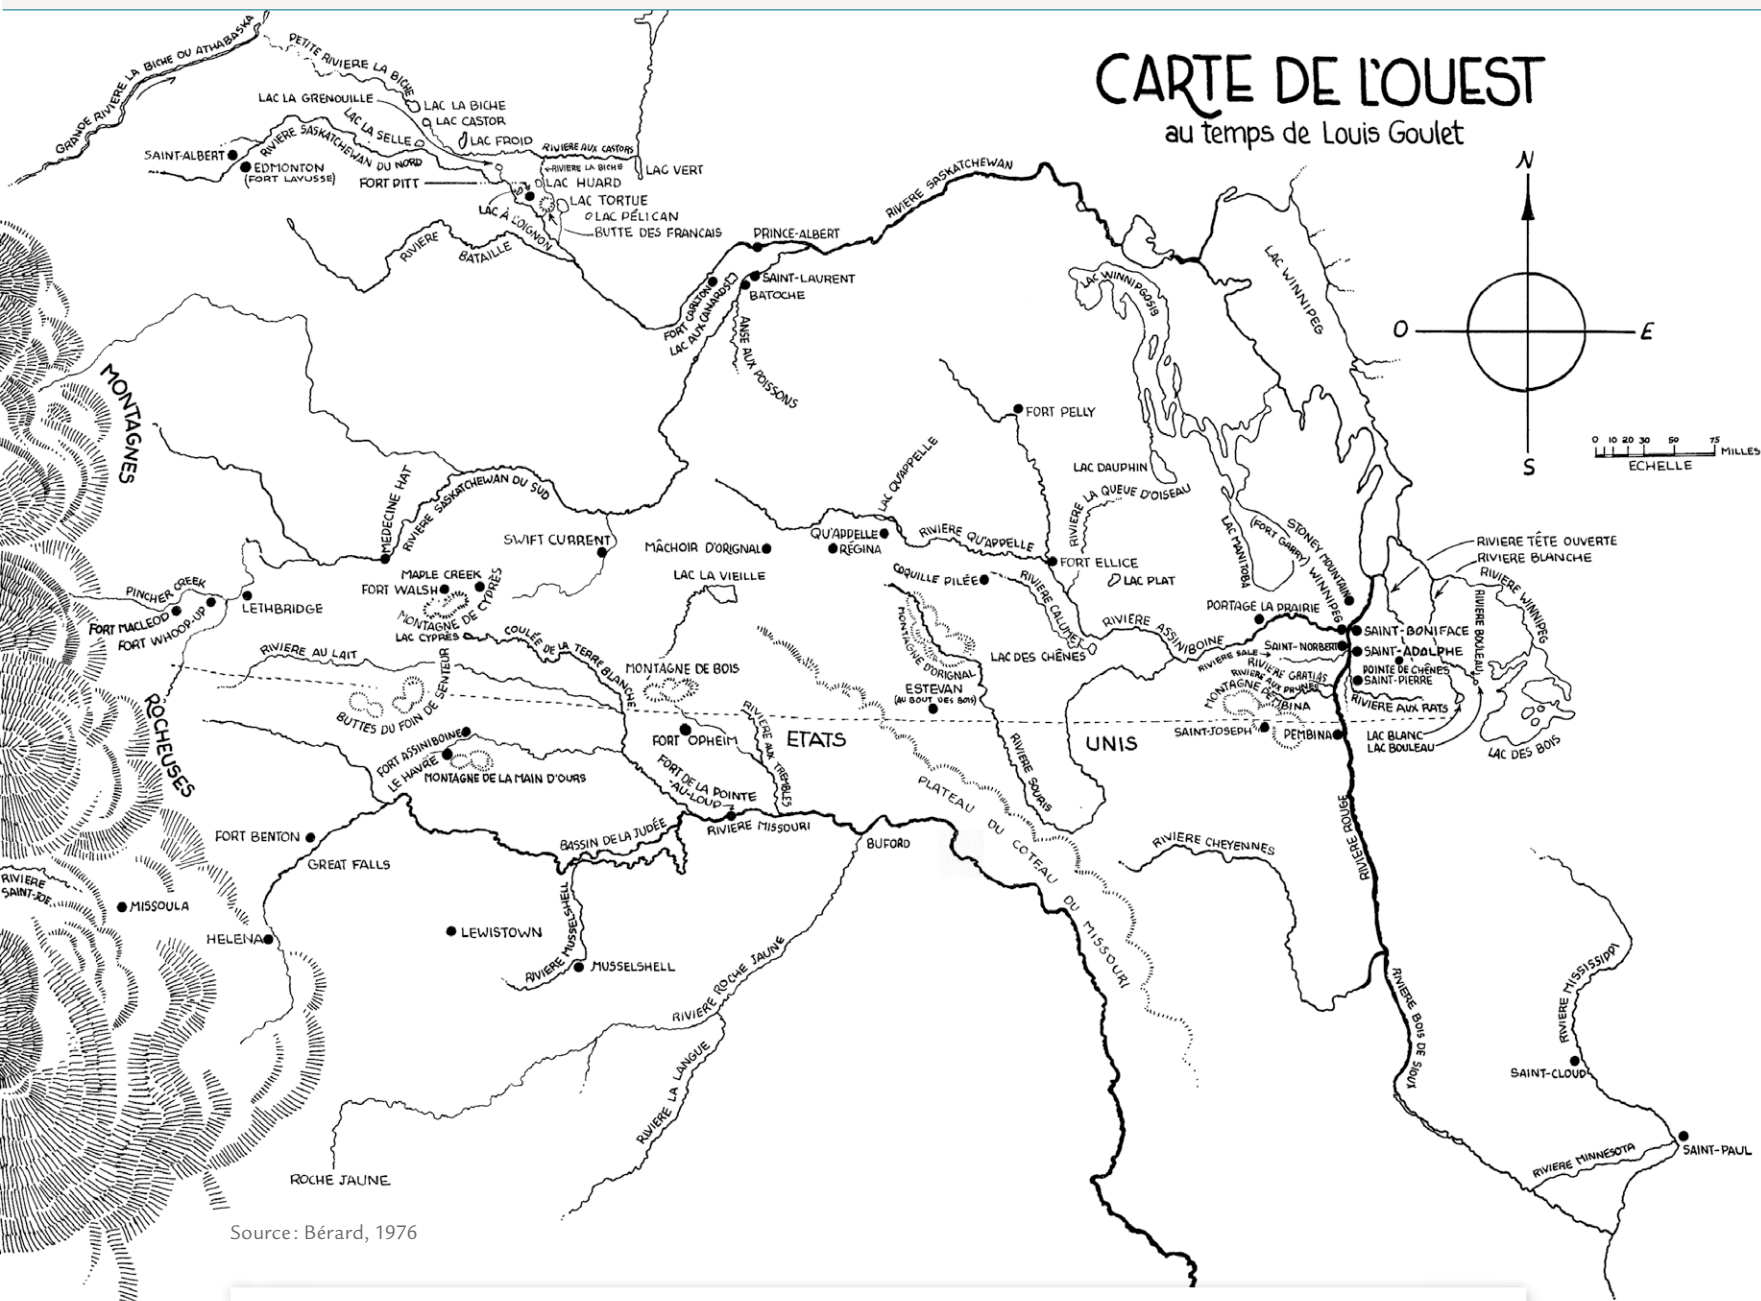 CARTE DE L'OUEST
au temps de Louis Goulet
N
O
E
S
0 10 20 30 50 75 MILLES
ECHELLE
GRANDE RIVIERE LA BICHE OU ATHABASKA
PETITE RIVIERE LA BICHE
LAC LA GRENOUILLE
LAC LA BICHE
LAC CASTOR
LAC LA SELLE
LAC FROID
RIVIERE AUX CASTORS
RIVIERE SASKATCHEWAN DU NORD
SAINT-ALBERT
EDMONTON
(FORT LAVUSSE)
RIVIERE LA BICHE
LAC VERT
FORT PITT
LAC HUARD
LAC TORTUE
LAC À L'OIGNON
LAC PÉLICAN
BUTTE DES FRANCAIS
RIVIERE BATAILLE
RIVIERE SASKATCHEWAN
PRINCE-ALBERT
SAINT-LAURENT
BATOCHE
FORT CARLTON
LAC AUX CANARDS
ANSE AUX POISSONS
LAC WINNIPGOSIS
LAC WINNIPEG
MONTAGNES
ROCHEUSES
FORT PELLY
LAC DAUPHIN
RIVIERE LA QUEUE D'OISEAU
LAC QU'APPELLE
MEDECINE HAT
RIVIERE SASKATCHEWAN DU SUD
SWIFT CURRENT
MÂCHOIR D'ORIGNAL
QU'APPELLE
RÉGINA
RIVIERE QU'APPELLE
FORT ELLICE
LAC PLAT
LAC MANITOBA
STONEY MOUNTAIN
(FORT GARRY) WINNIPEG
RIVIERE TÊTE OUVERTE
RIVIERE BLANCHE
RIVIERE WINNIPEG
RIVIERE BOULEAU
PINCHER CREEK
FORT MACLEOD
FORT WHOOP-UP
LETHBRIDGE
MAPLE CREEK
FORT WALSH
MONTAGNE DE CYPRÈS
LAC CYPRÈS
LAC LA VIEILLE
COQUILLE PILÉE
RIVIERE CALUMET
PORTAGE LA PRAIRIE
RIVIERE ASSINIBOINE
LAC DES CHÊNES
SAINT-BONIFACE
SAINT-NORBERT
SAINT-ADOLPHE
POINTE DE CHÊNES
SAINT-PIERRE
RIVIERE SALE
RIVIERE GRATIAS
RIVIERE AUX PRUNES
MONTAGNE DE PEMBINA
RIVIERE AUX RATS
RIVIERE AU LAIT
COULÉE DE LA TERRE BLANCHE
MONTAGNE DE BOIS
MONTAGNE D'ORIGNAL
ESTEVAN
(AU BOUT DES BOIS)
BUTTES DU FOIN DE SENTEUR
SAINT-JOSEPH
PEMBINA
LAC BLANC
LAC BOULEAU
LAC DES BOIS
FORT ASSINIBOINE
LE HAVRE
MONTAGNE DE LA MAIN D'OURS
FORT OPHEIM
RIVIERE AUX TREMBLES
ETATS
UNIS
RIVIERE SOURIS
FORT DE LA POINTE
-AU-LOUP
RIVIERE MISSOURI
BASSIN DE LA JUDÉE
BUFORD
PLATEAU DU COTEAU DU MISSOURI
RIVIERE CHEYENNES
RIVIERE ROUGE
FORT BENTON
GREAT FALLS
RIVIERE
SAINT-JOE
MISSOULA
HELENA
LEWISTOWN
RIVIERE MUSSELSHELL
MUSSELSHELL
RIVIERE ROCHE JAUNE
RIVIERE LA LANGUE
ROCHE JAUNE
RIVIERE BOIS DE SIOUX
RIVIERE MISSISSIPPI
SAINT-CLOUD
RIVIERE MINNESOTA
SAINT-PAUL
Source : Bérard, 1976